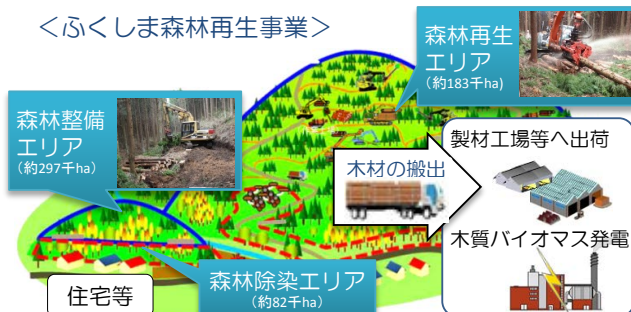 ＜ふくしま森林再生事業＞
森林再生
エリア
(約183千ha)
森林整備
エリア
(約297千ha)
木材の搬出
製材工場等へ出荷
木質バイオマス発電
森林除染エリア
(約82千ha)
住宅等